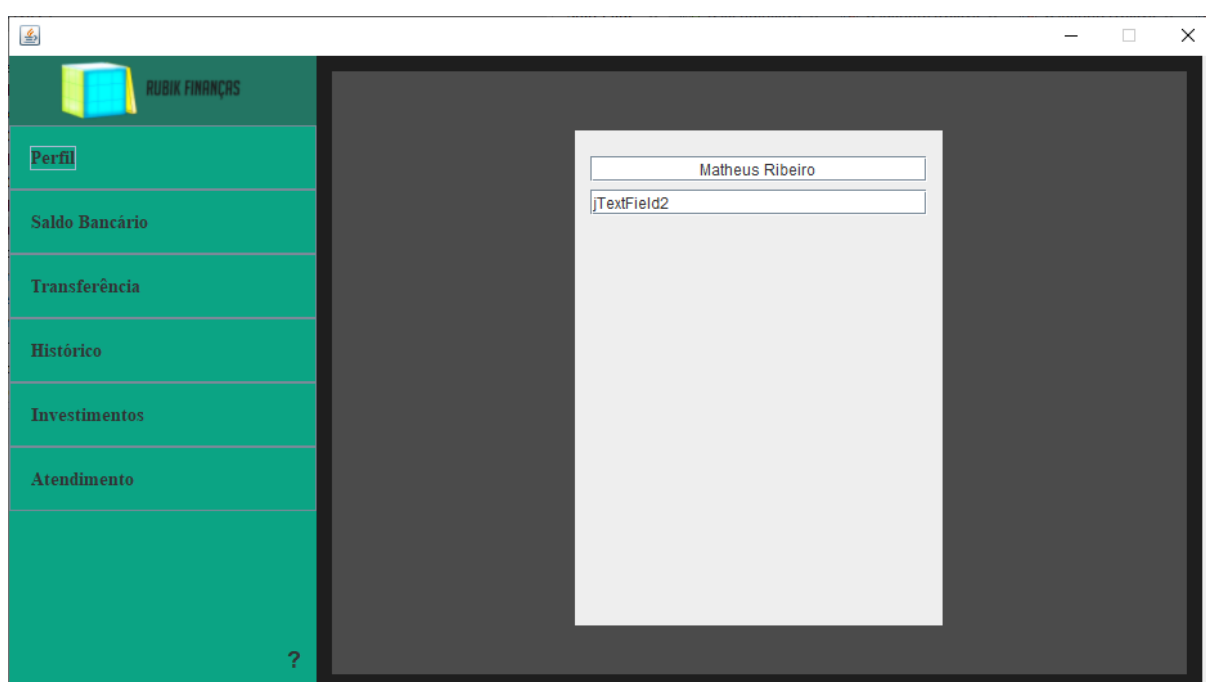 RUBIK FINANÇAS
Perfil
Saldo Bancário
Transferência
Histórico
Investimentos
Atendimento
?
Matheus Ribeiro
jTextField2